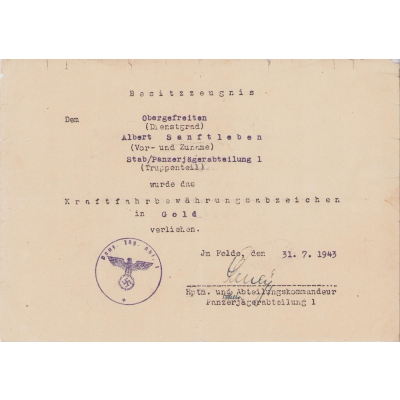 Besitzzeugnis
Dem Obergefreiten
(Dienstgrad)
Albert Sanftleben
(Vor- und Zuname)
Stab/Panzerjägerabteilung 1
(Truppenteil)
wurde das
Kraftfahrbewährungsabzeichen
in Gold
verliehen.
Jn Felde, den 31. 7. 1943
Hptm. und Abteilungskommandeur
Panzerjägerabteilung 1